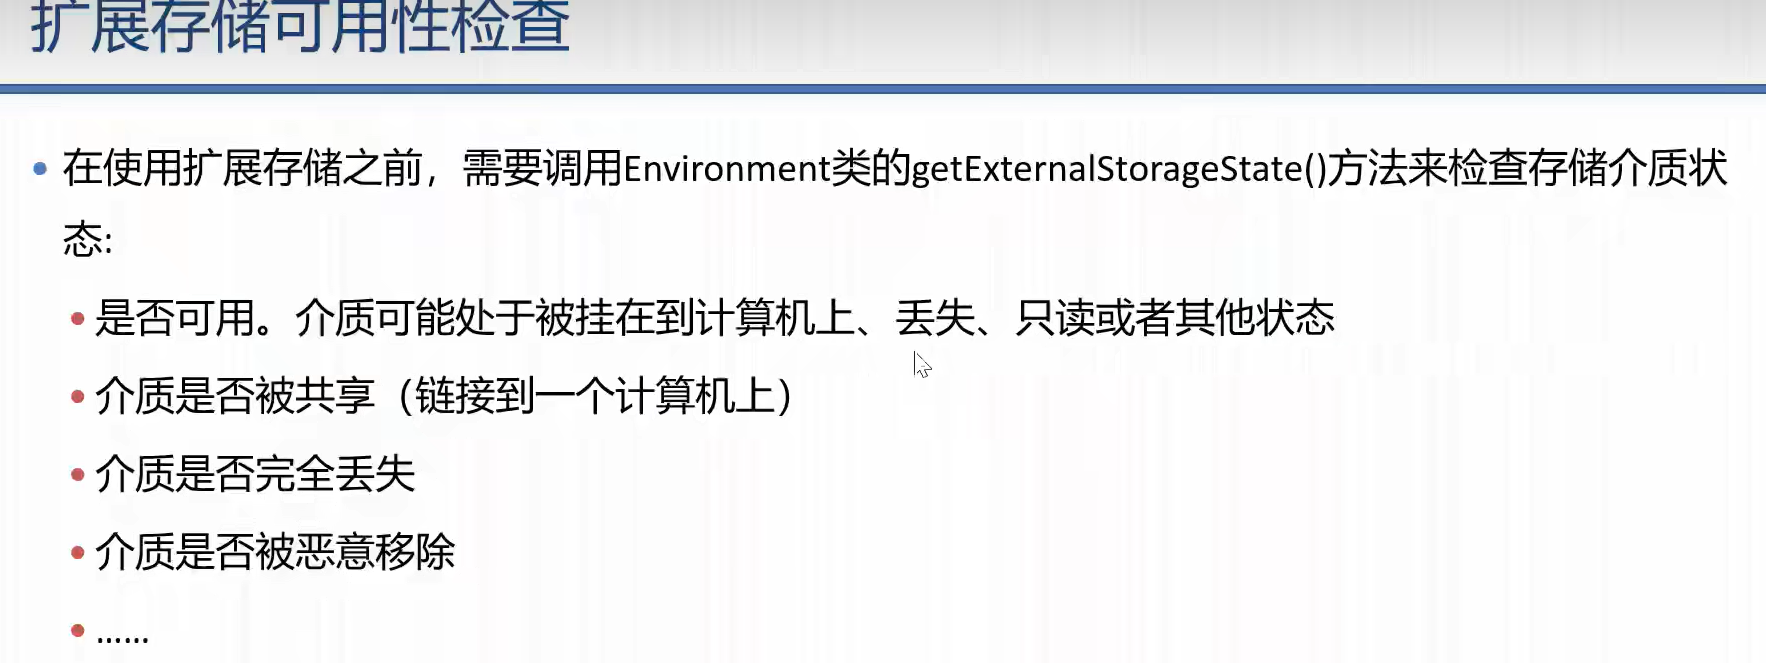 扩展存储可用性检查
• 在使用扩展存储之前，需要调用Environment类的getExternalStorageState()方法来检查存储介质状
态:
• 是否可用。介质可能处于被挂在到计算机上、丢失、只读或者其他状态
• 介质是否被共享（链接到一个计算机上）
• 介质是否完全丢失
• 介质是否被恶意移除
• ……